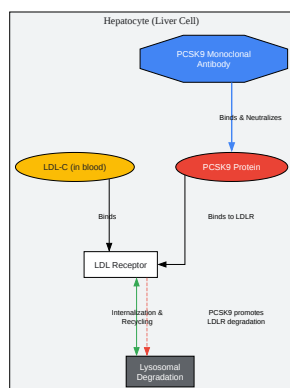 Hepatocyte (Liver Cell)
PCSK9 Monoclonal
Antibody
Binds & Neutralizes
LDL-C (in blood)
PCSK9 Protein
Binds
Binds to LDLR
LDL Receptor
Internalization &
Recycling
PCSK9 promotes
LDLR degradation
Lysosomal
Degradation